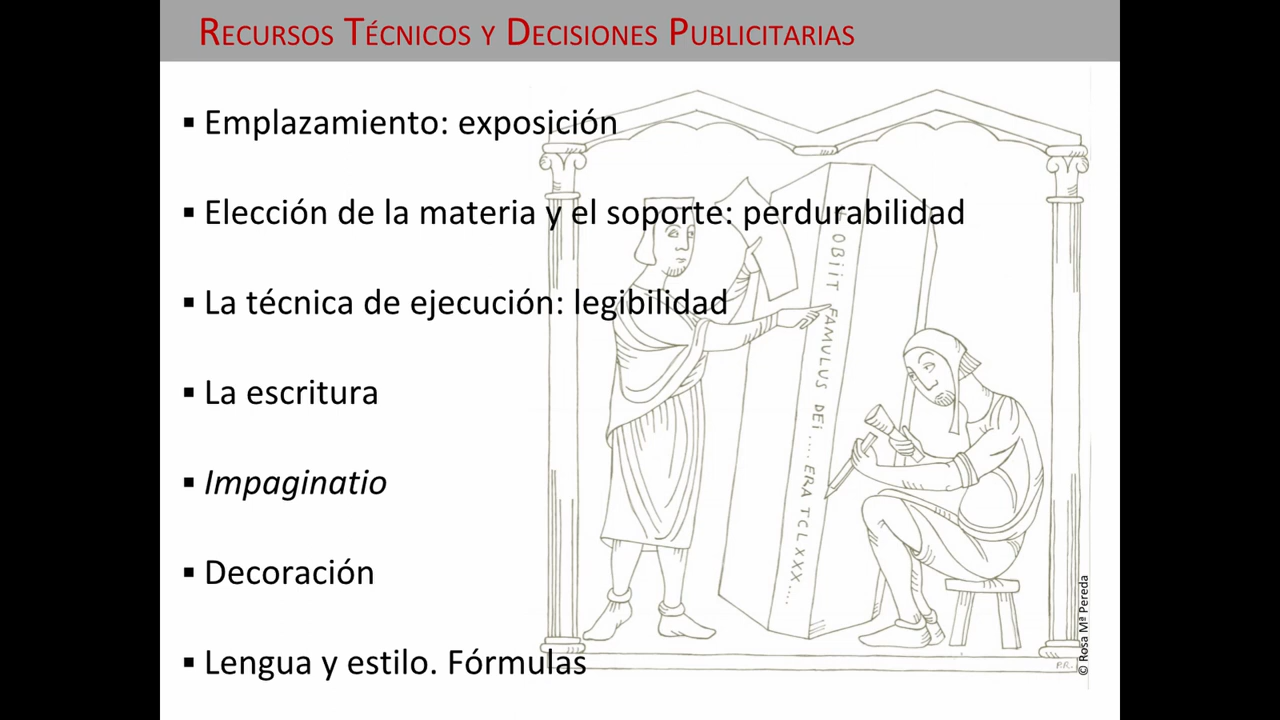 RECURSOS TÉCNICOS Y DECISIONES PUBLICITARIAS
▪ Emplazamiento: exposición
▪ Elección de la materia y el soporte: perdurabilidad
▪ La técnica de ejecución: legibilidad
▪ La escritura
▪ Impaginatio
▪ Decoración
▪ Lengua y estilo. Fórmulas
OBIIT FAMULUS DEi.... ERA TCLXXX....
P.R.
© Rosa Mª Pereda